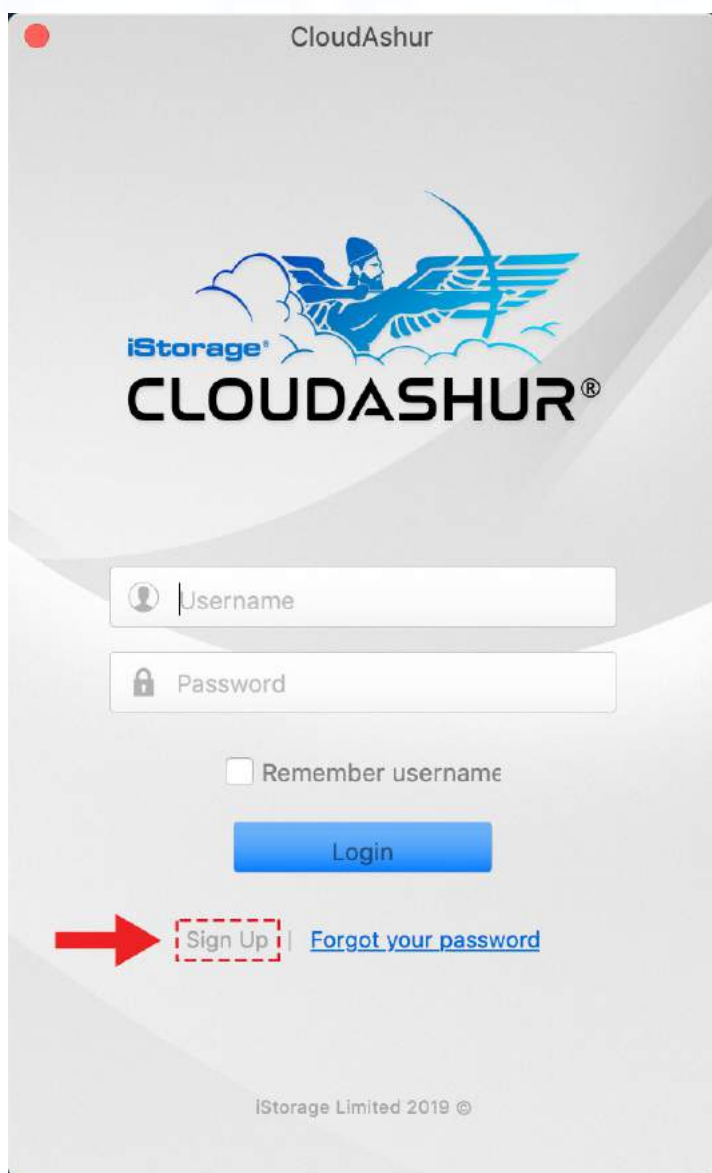 CloudAshur
iStorage®
CLOUDASHUR®
Username
Password
Remember username
Login
Sign Up | Forgot your password
iStorage Limited 2019 ©